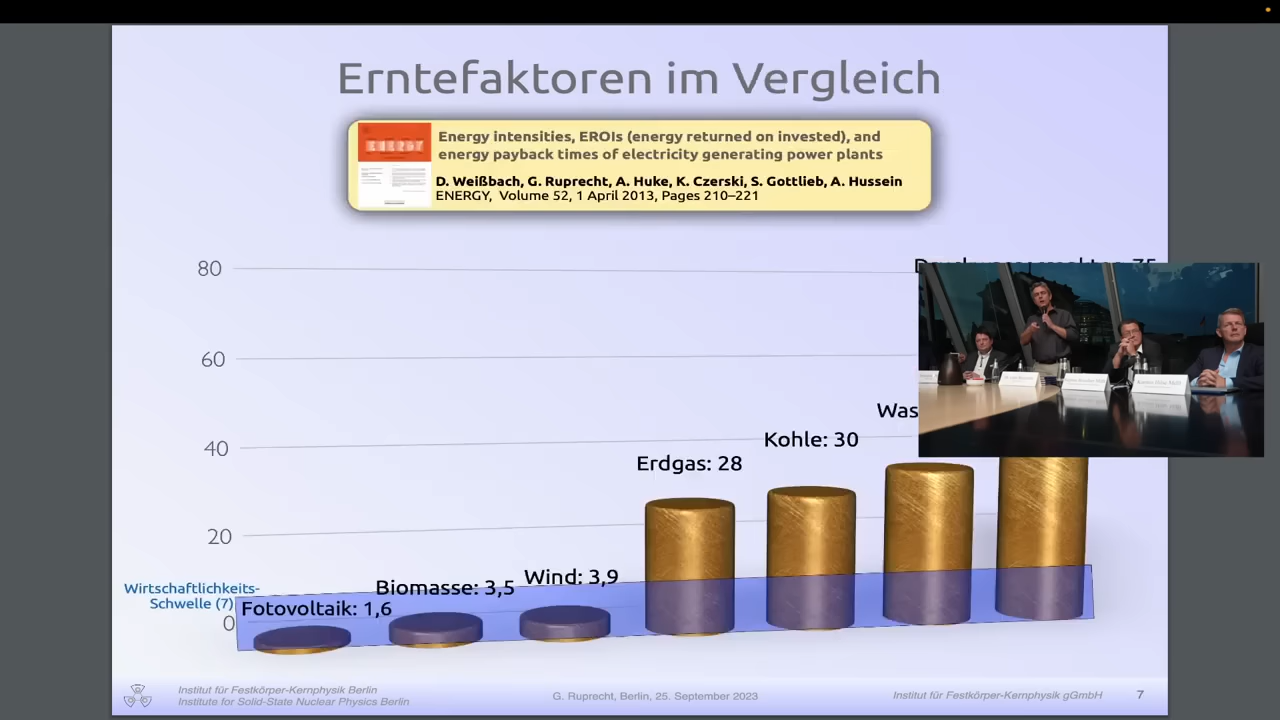 Erntefaktoren im Vergleich
ENERGY
Energy intensities, EROIs (energy returned on invested), and
energy payback times of electricity generating power plants
D. Weißbach, G. Ruprecht, A. Huke, K. Czerski, S. Gottlieb, A. Hussein
ENERGY, Volume 52, 1 April 2013, Pages 210–221
80
60
40
20
0
Was
Kohle: 30
Erdgas: 28
Wind: 3,9
Biomasse: 3,5
Fotovoltaik: 1,6
Wirtschaftlichkeits-
Schwelle (7)
Institut für Festkörper-Kernphysik Berlin
Institute for Solid-State Nuclear Physics Berlin
G. Ruprecht, Berlin, 25. September 2023
Institut für Festkörper-Kernphysik gGmbH
7